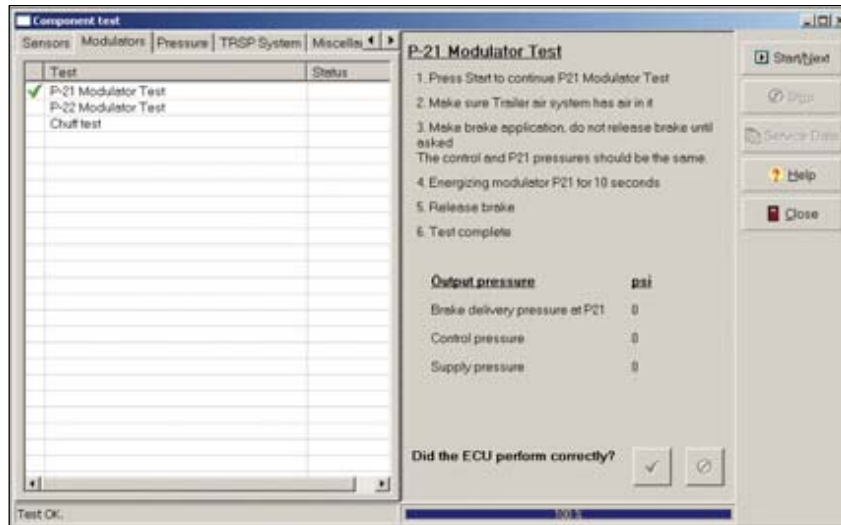 Component test
Sensors Modulators Pressure TRSP System Miscella
Test Status
P-21 Modulator Test
P-22 Modulator Test
Chuff test
P-21 Modulator Test
1. Press Start to continue P21 Modulator Test
2. Make sure Trailer air system has air in it
3. Make brake application, do not release brake until
asked
The control and P21 pressures should be the same.
4. Energizing modulator P21 for 10 seconds
5. Release brake
6. Test complete
Output pressure psi
Brake delivery pressure at P21 0
Control pressure 0
Supply pressure 0
Did the ECU perform correctly?
Start/Next
Stop
Service Data
Help
Close
Test OK.
100 %